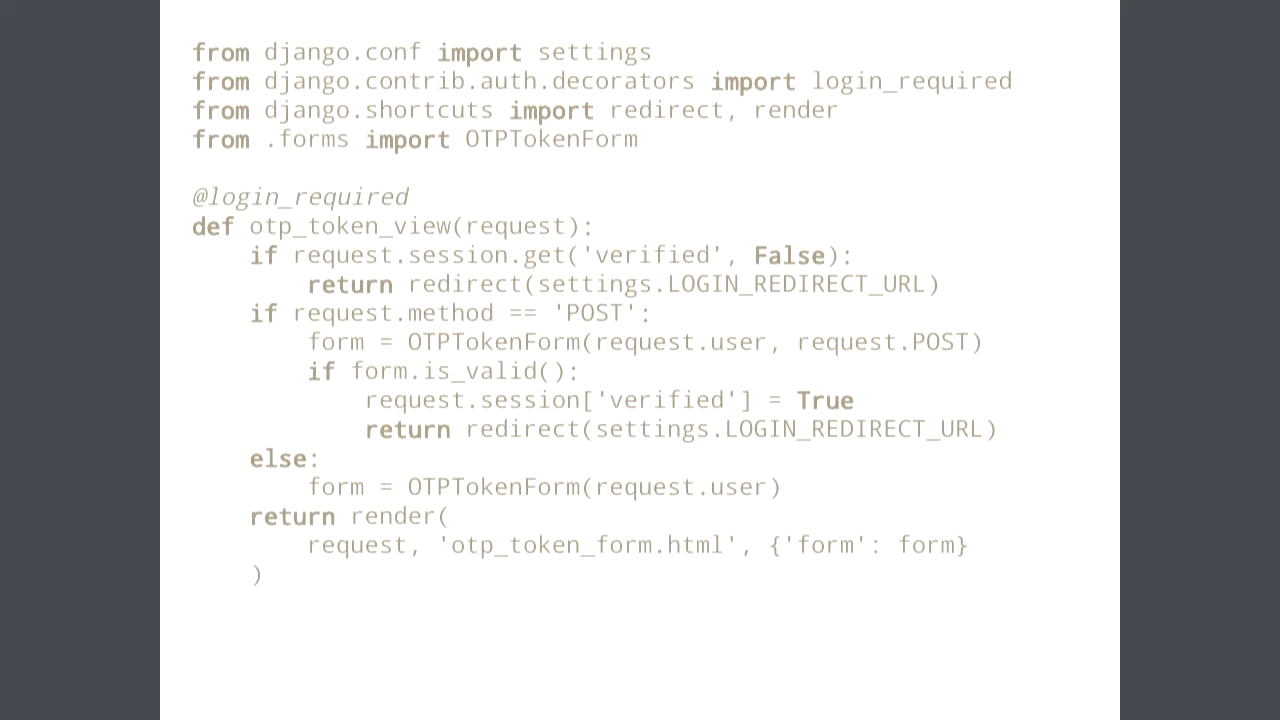 from django.conf import settings
from django.contrib.auth.decorators import login_required
from django.shortcuts import redirect, render
from .forms import OTPTokenForm

@login_required
def otp_token_view(request):
    if request.session.get('verified', False):
        return redirect(settings.LOGIN_REDIRECT_URL)
    if request.method == 'POST':
        form = OTPTokenForm(request.user, request.POST)
        if form.is_valid():
            request.session['verified'] = True
            return redirect(settings.LOGIN_REDIRECT_URL)
    else:
        form = OTPTokenForm(request.user)
    return render(
        request, 'otp_token_form.html', {'form': form}
    )